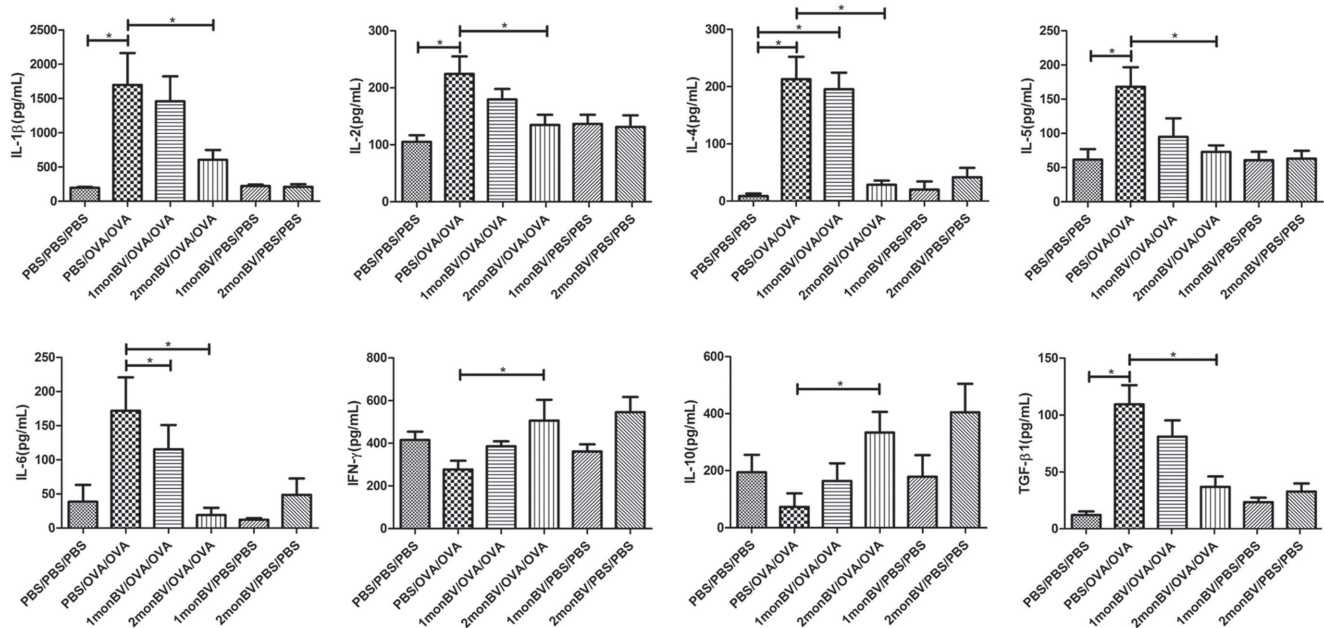 *
*
2500
2000
1500
1000
500
0
IL-1β(pg/mL)
PBS/PBS/PBS
PBS/OVA/OVA
1monBV/OVA/OVA
2monBV/OVA/OVA
1monBV/PBS/PBS
2monBV/PBS/PBS
*
*
300
200
100
0
IL-2(pg/mL)
PBS/PBS/PBS
PBS/OVA/OVA
1monBV/OVA/OVA
2monBV/OVA/OVA
1monBV/PBS/PBS
2monBV/PBS/PBS
*
*
*
300
200
100
0
IL-4(pg/mL)
PBS/PBS/PBS
PBS/OVA/OVA
1monBV/OVA/OVA
2monBV/OVA/OVA
1monBV/PBS/PBS
2monBV/PBS/PBS
*
*
250
200
150
100
50
0
IL-5(pg/mL)
PBS/PBS/PBS
PBS/OVA/OVA
1monBV/OVA/OVA
2monBV/OVA/OVA
1monBV/PBS/PBS
2monBV/PBS/PBS
*
*
250
200
150
100
50
0
IL-6(pg/mL)
PBS/PBS/PBS
PBS/OVA/OVA
1monBV/OVA/OVA
2monBV/OVA/OVA
1monBV/PBS/PBS
2monBV/PBS/PBS
*
800
600
400
200
0
IFN-γ(pg/mL)
PBS/PBS/PBS
PBS/OVA/OVA
1monBV/OVA/OVA
2monBV/OVA/OVA
1monBV/PBS/PBS
2monBV/PBS/PBS
*
600
400
200
0
IL-10(pg/mL)
PBS/PBS/PBS
PBS/OVA/OVA
1monBV/OVA/OVA
2monBV/OVA/OVA
1monBV/PBS/PBS
2monBV/PBS/PBS
*
*
150
100
50
0
TGF-β1(pg/mL)
PBS/PBS/PBS
PBS/OVA/OVA
1monBV/OVA/OVA
2monBV/OVA/OVA
1monBV/PBS/PBS
2monBV/PBS/PBS